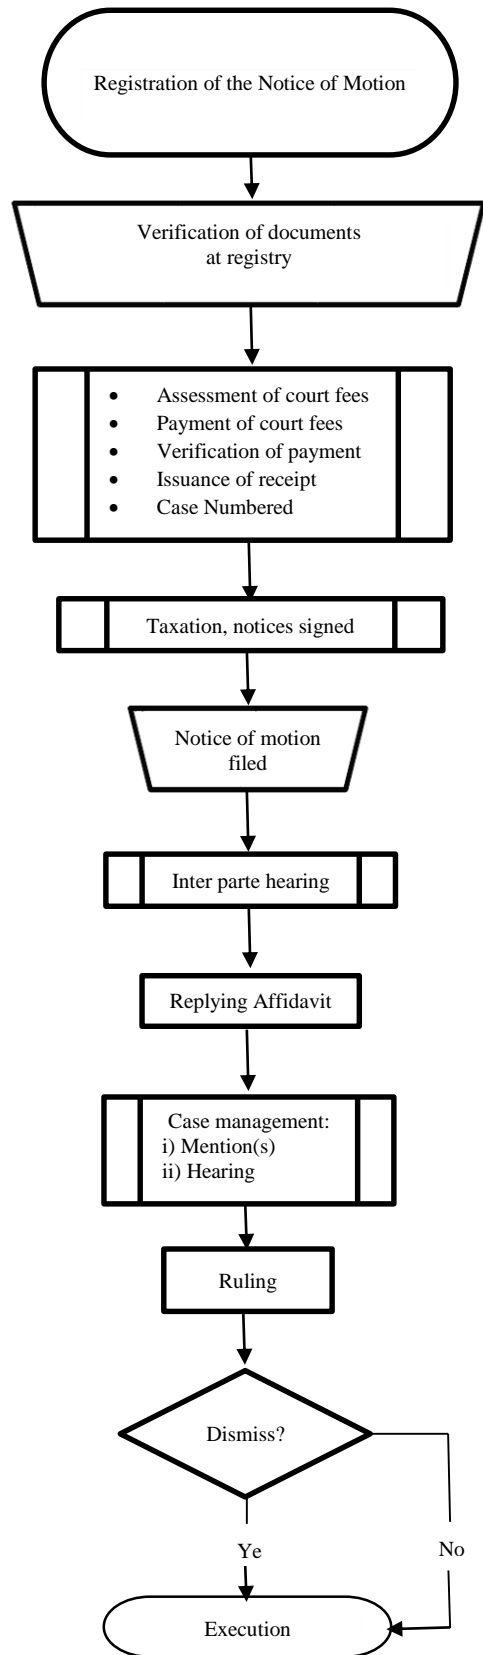 Registration of the Notice of Motion
Verification of documents
at registry
• Assessment of court fees
• Payment of court fees
• Verification of payment
• Issuance of receipt
• Case Numbered
Taxation, notices signed
Notice of motion
filed
Inter parte hearing
Replying Affidavit
Case management:
i) Mention(s)
ii) Hearing
Ruling
Dismiss?
Ye
No
Execution